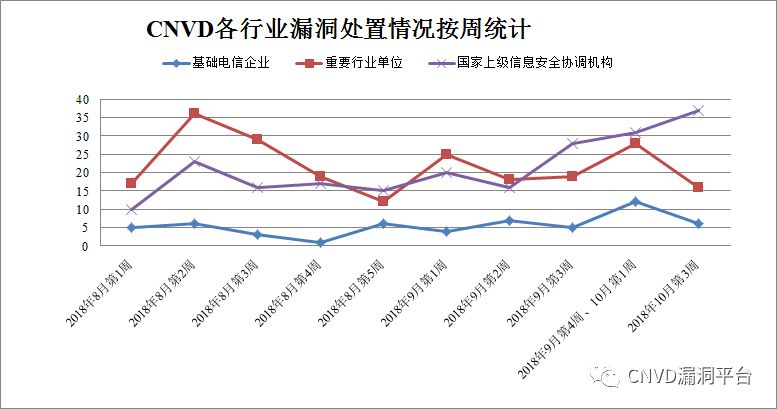 CNVD各行业漏洞处置情况按周统计
基础电信企业 重要行业单位 国家上级信息安全协调机构
40
35
30
25
20
15
10
5
0
2018年8月第1周
2018年8月第2周
2018年8月第3周
2018年8月第4周
2018年8月第5周
2018年9月第1周
2018年9月第2周
2018年9月第3周
2018年9月第4周、10月第1周
2018年10月第3周
CNVD漏洞平台